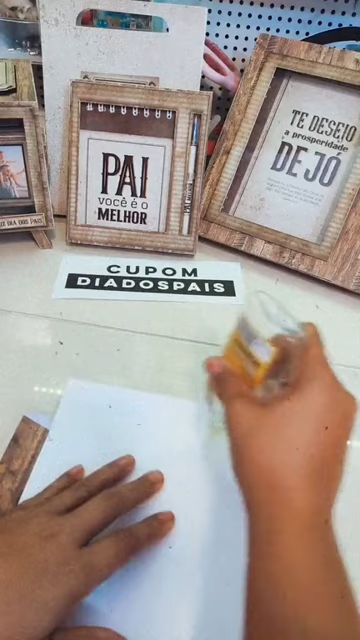 PAI
VOCÊ É O
MELHOR
TE DESEJO
a prosperidade
DE JÓ
CUPOM
DIADOSPAIS